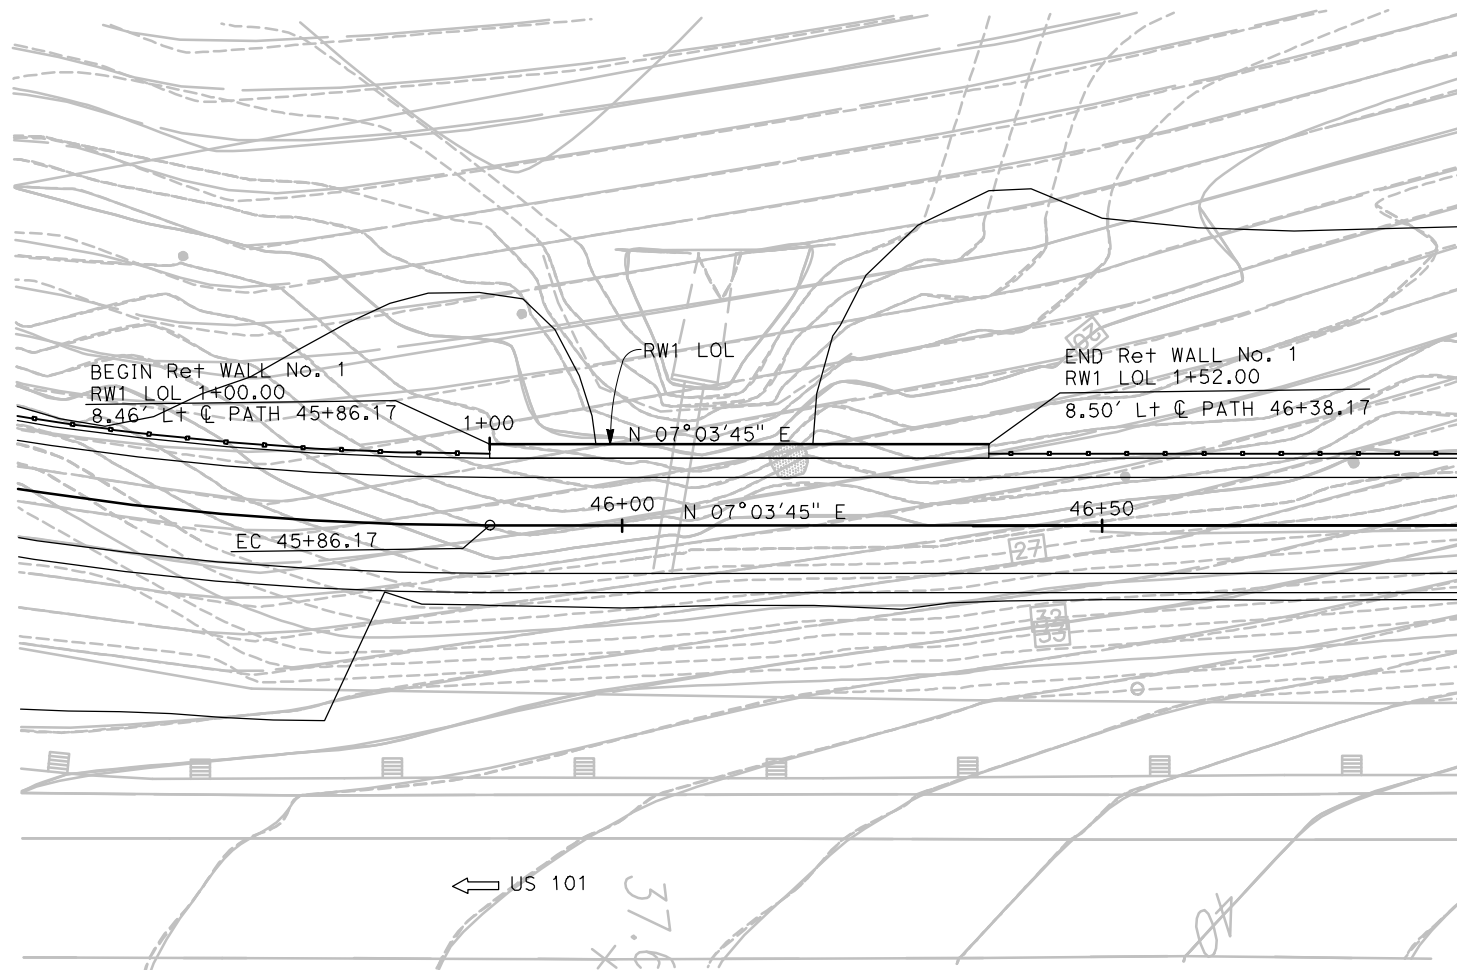 BEGIN Ret WALL No. 1
RW1 LOL 1+00.00
8.46' Lt ℄ PATH 45+86.17
1+00
RW1 LOL
N 07°03'45" E
END Ret WALL No. 1
RW1 LOL 1+52.00
8.50' Lt ℄ PATH 46+38.17
46+00
N 07°03'45" E
46+50
EC 45+86.17
27
US 101
40